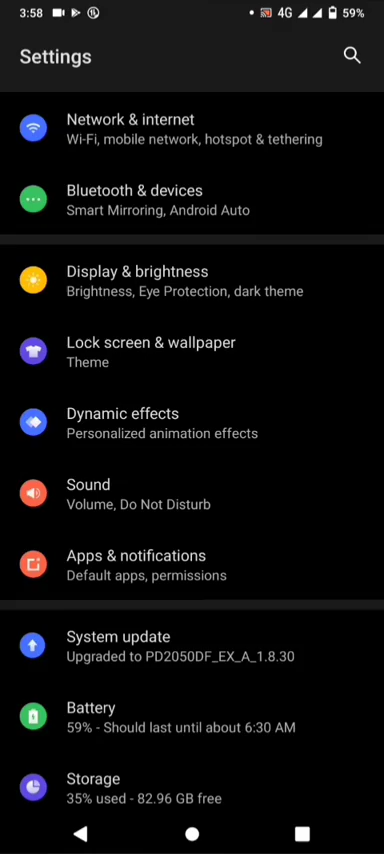 3:58 4G 59%
Settings
Network & internet
Wi-Fi, mobile network, hotspot & tethering
Bluetooth & devices
Smart Mirroring, Android Auto
Display & brightness
Brightness, Eye Protection, dark theme
Lock screen & wallpaper
Theme
Dynamic effects
Personalized animation effects
Sound
Volume, Do Not Disturb
Apps & notifications
Default apps, permissions
System update
Upgraded to PD2050DF_EX_A_1.8.30
Battery
59% - Should last until about 6:30 AM
Storage
35% used - 82.96 GB free